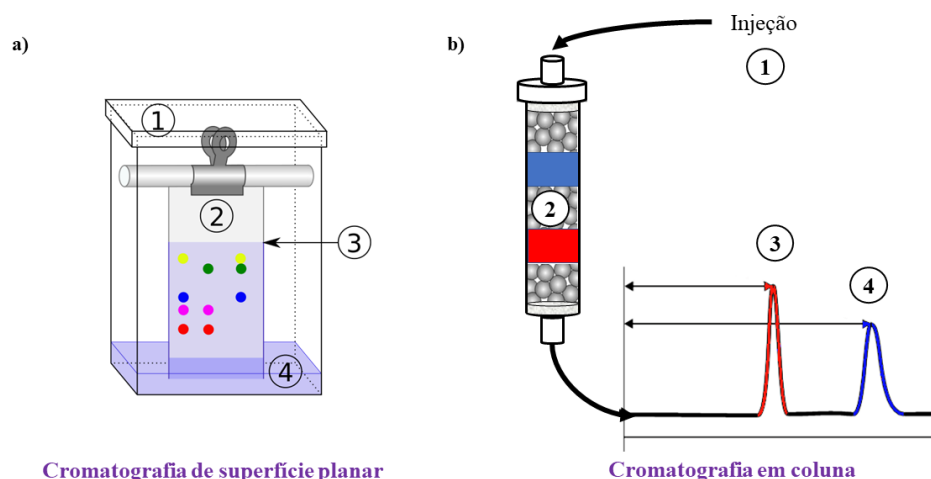 a)
1
2
3
4
Cromatografia de superfície planar
b)
Injeção
1
2
3
4
Cromatografia em coluna